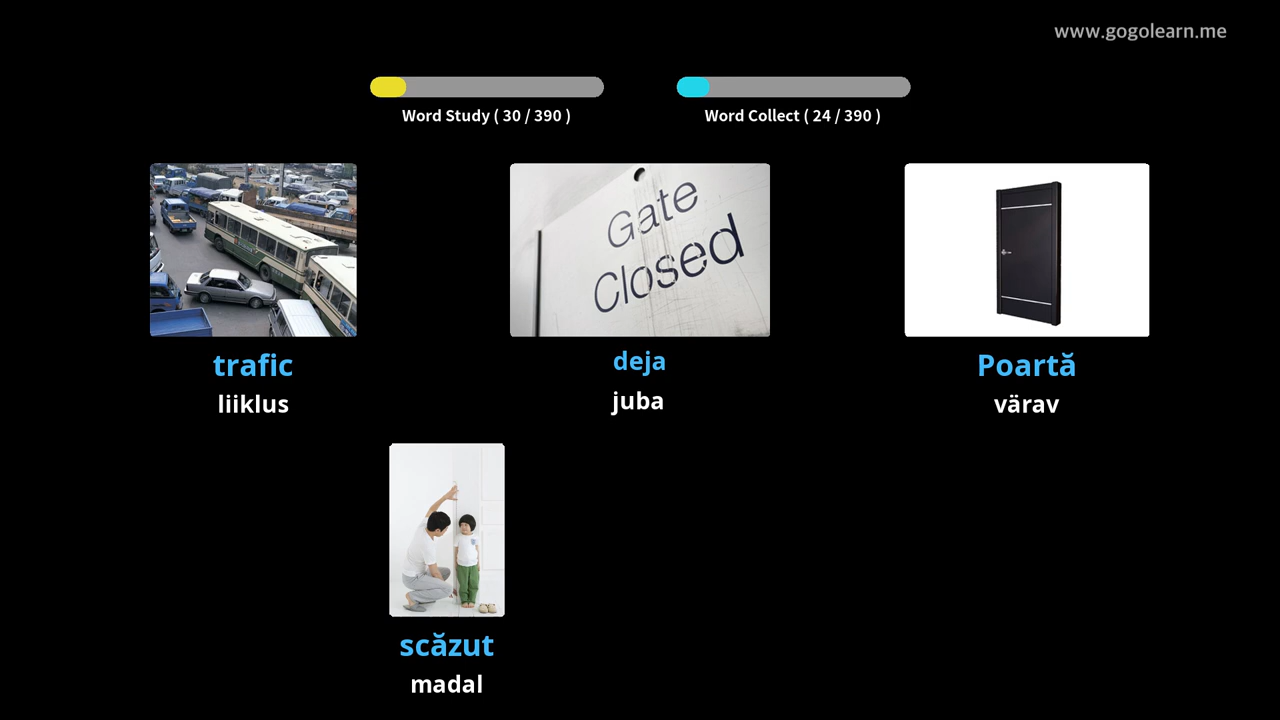 www.gogolearn.me
Word Study ( 30 / 390 )
Word Collect ( 24 / 390 )
Gate
Closed
trafic
liiklus
deja
juba
Poartă
värav
scăzut
madal